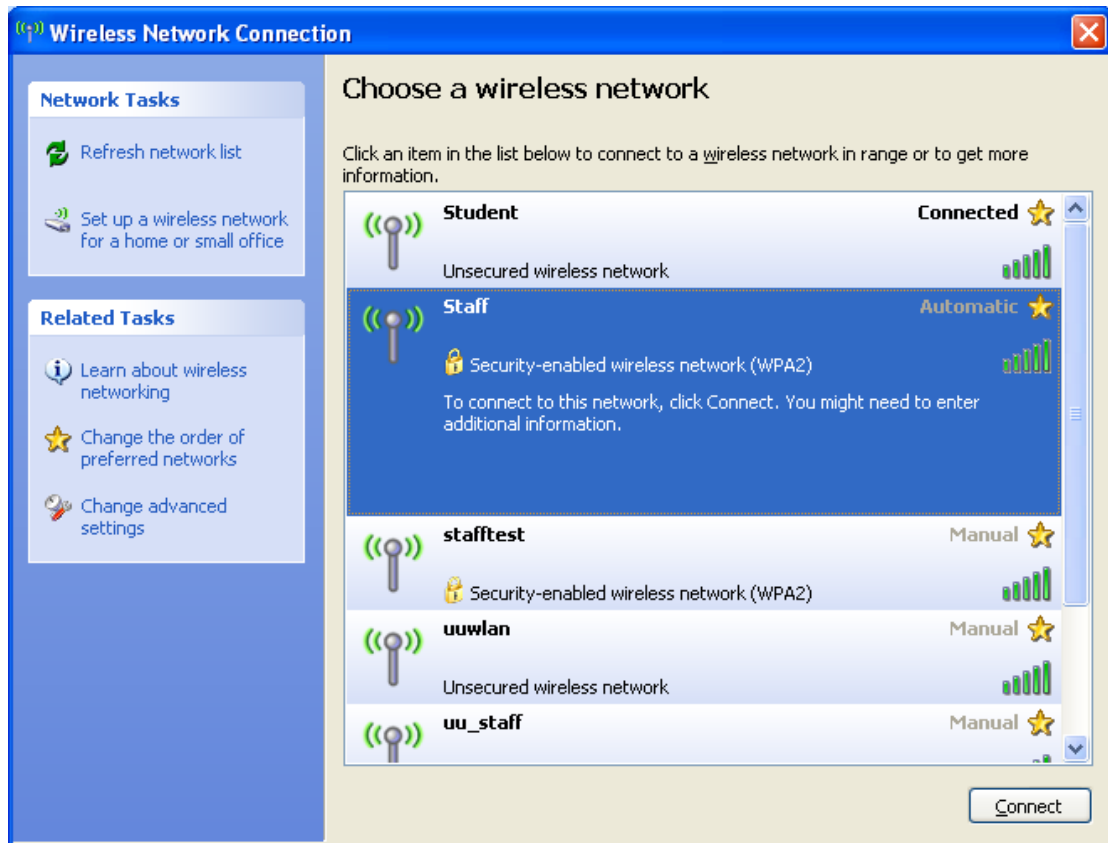 Wireless Network Connection
Network Tasks
Refresh network list
Set up a wireless network
for a home or small office
Related Tasks
Learn about wireless
networking
Change the order of
preferred networks
Change advanced
settings
Choose a wireless network
Click an item in the list below to connect to a wireless network in range or to get more
information.
Student Connected
Unsecured wireless network
Staff Automatic
Security-enabled wireless network (WPA2)
To connect to this network, click Connect. You might need to enter
additional information.
stafftest Manual
Security-enabled wireless network (WPA2)
uuwlan Manual
Unsecured wireless network
uu_staff Manual
Connect